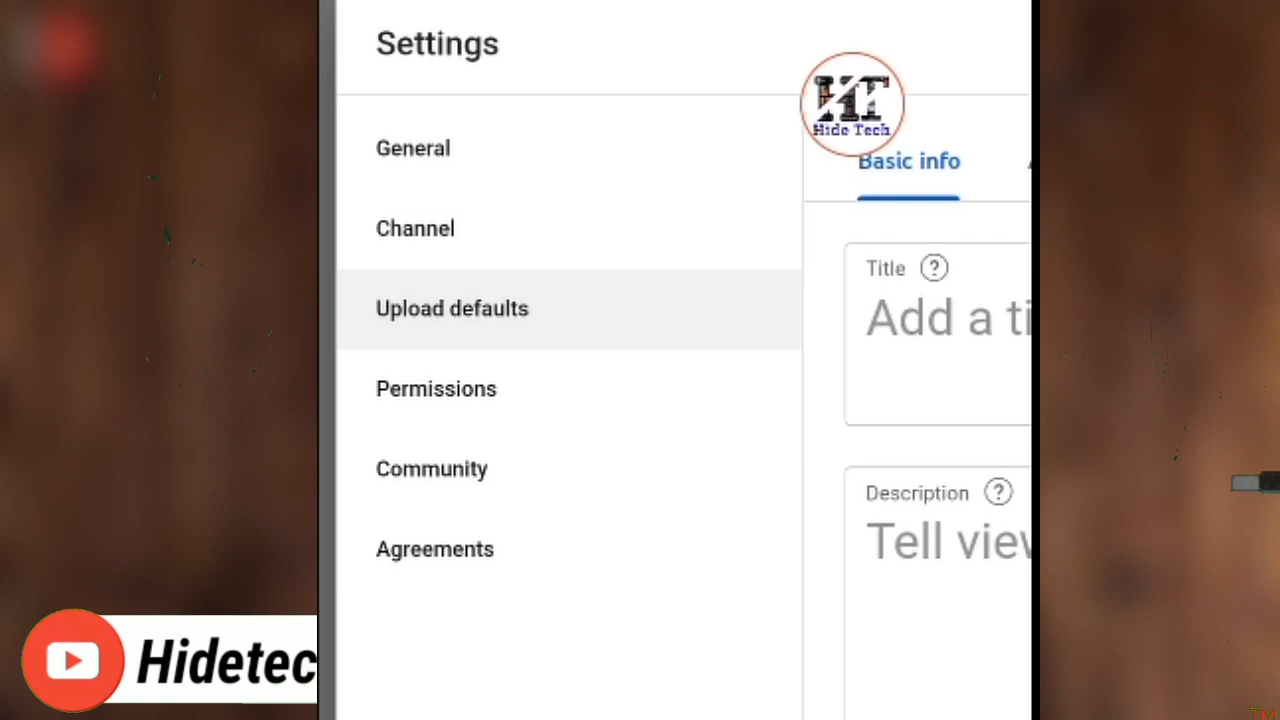 Settings
General
Channel
Upload defaults
Permissions
Community
Agreements
HT
Hide Tech
Basic info
Title ?
Add a ti
Description ?
Tell view
Hidetec
TM